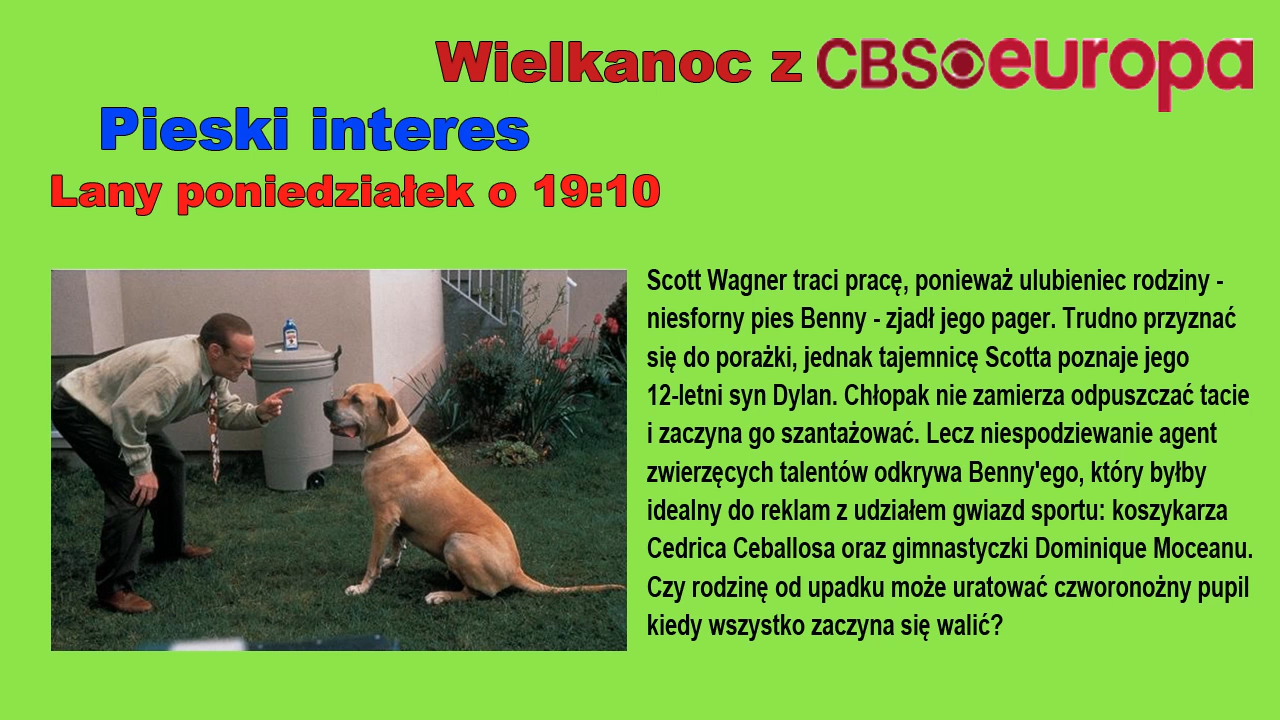 Wielkanoc z CBS europa
Pieski interes
Lany poniedziałek o 19:10
Scott Wagner traci pracę, ponieważ ulubieniec rodziny -
niesforny pies Benny - zjadł jego pager. Trudno przyznać
się do porażki, jednak tajemnicę Scotta poznaje jego
12-letni syn Dylan. Chłopak nie zamierza odpuszczać tacie
i zaczyna go szantażować. Lecz niespodziewanie agent
zwierzęcych talentów odkrywa Benny'ego, który byłby
idealny do reklam z udziałem gwiazd sportu: koszykarza
Cedrica Ceballosa oraz gimnastyczki Dominique Moceanu.
Czy rodzinę od upadku może uratować czworonożny pupil
kiedy wszystko zaczyna się walić?